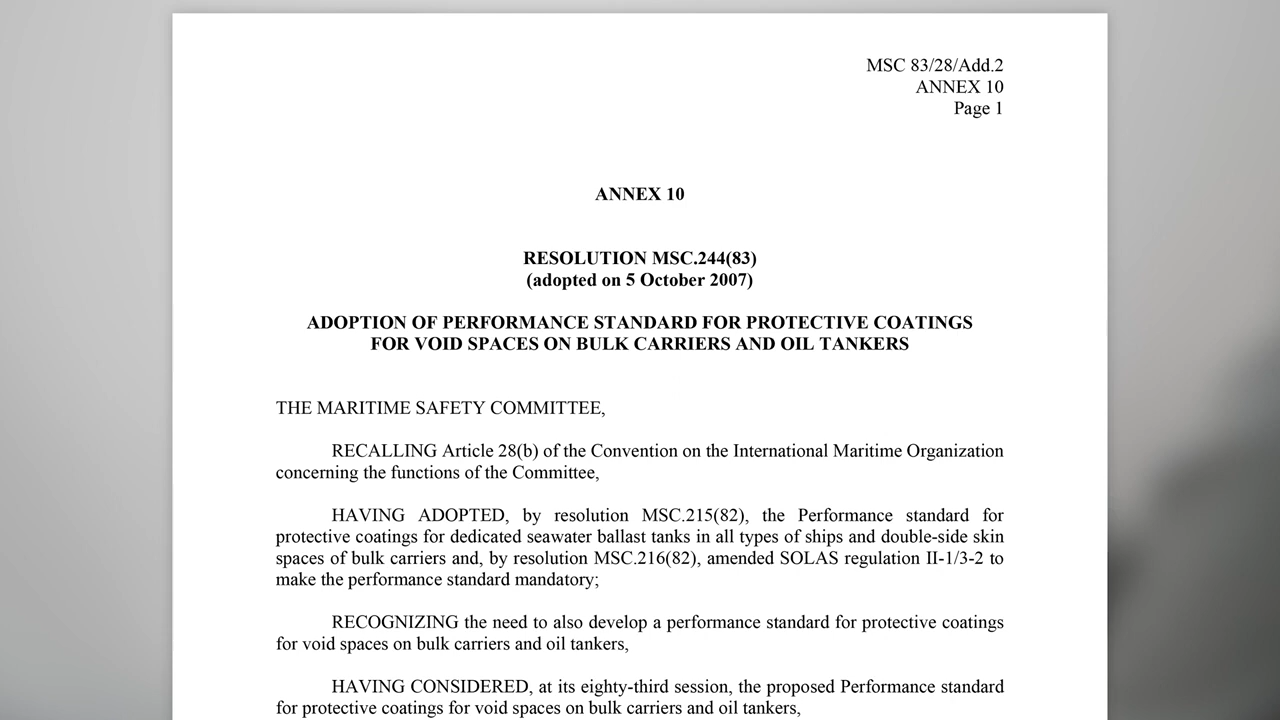 MSC 83/28/Add.2
ANNEX 10
Page 1
ANNEX 10
RESOLUTION MSC.244(83)
(adopted on 5 October 2007)
ADOPTION OF PERFORMANCE STANDARD FOR PROTECTIVE COATINGS
FOR VOID SPACES ON BULK CARRIERS AND OIL TANKERS
THE MARITIME SAFETY COMMITTEE,
RECALLING Article 28(b) of the Convention on the International Maritime Organization
concerning the functions of the Committee,
HAVING ADOPTED, by resolution MSC.215(82), the Performance standard for
protective coatings for dedicated seawater ballast tanks in all types of ships and double-side skin
spaces of bulk carriers and, by resolution MSC.216(82), amended SOLAS regulation II-1/3-2 to
make the performance standard mandatory;
RECOGNIZING the need to also develop a performance standard for protective coatings
for void spaces on bulk carriers and oil tankers,
HAVING CONSIDERED, at its eighty-third session, the proposed Performance standard
for protective coatings for void spaces on bulk carriers and oil tankers,